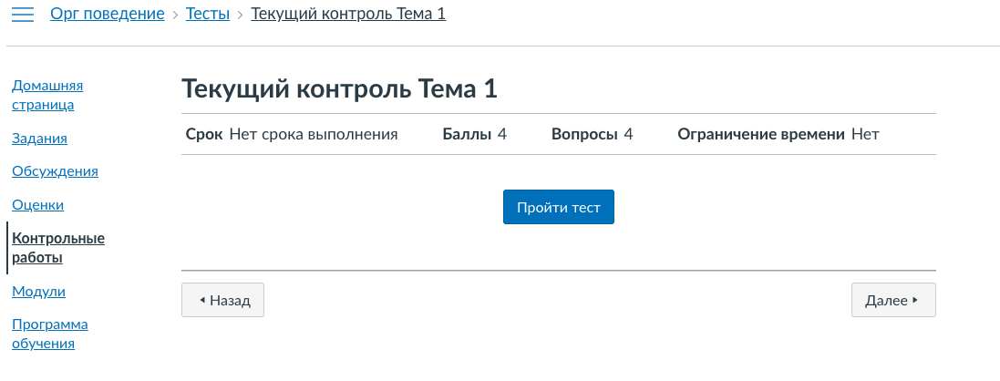 Орг поведение > Тесты > Текущий контроль Тема 1
Домашняя
страница
Задания
Обсуждения
Оценки
Контрольные
работы
Модули
Программа
обучения
Текущий контроль Тема 1
Срок Нет срока выполнения Баллы 4 Вопросы 4 Ограничение времени Нет
Пройти тест
Назад
Далее